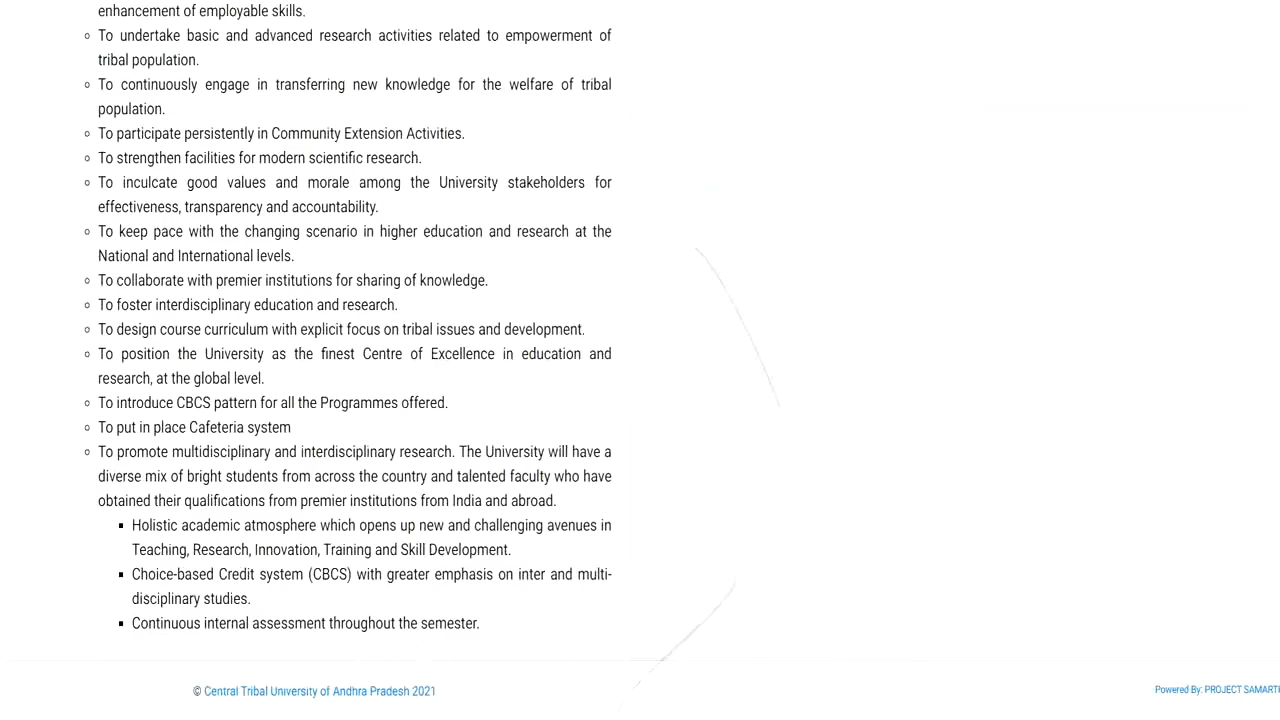 enhancement of employable skills.
To undertake basic and advanced research activities related to empowerment of
tribal population.
To continuously engage in transferring new knowledge for the welfare of tribal
population.
To participate persistently in Community Extension Activities.
To strengthen facilities for modern scientific research.
To inculcate good values and morale among the University stakeholders for
effectiveness, transparency and accountability.
To keep pace with the changing scenario in higher education and research at the
National and International levels.
To collaborate with premier institutions for sharing of knowledge.
To foster interdisciplinary education and research.
To design course curriculum with explicit focus on tribal issues and development.
To position the University as the finest Centre of Excellence in education and
research, at the global level.
To introduce CBCS pattern for all the Programmes offered.
To put in place Cafeteria system
To promote multidisciplinary and interdisciplinary research. The University will have a
diverse mix of bright students from across the country and talented faculty who have
obtained their qualifications from premier institutions from India and abroad.
Holistic academic atmosphere which opens up new and challenging avenues in
Teaching, Research, Innovation, Training and Skill Development.
Choice-based Credit system (CBCS) with greater emphasis on inter and multi-
disciplinary studies.
Continuous internal assessment throughout the semester.
© Central Tribal University of Andhra Pradesh 2021
Powered By: PROJECT